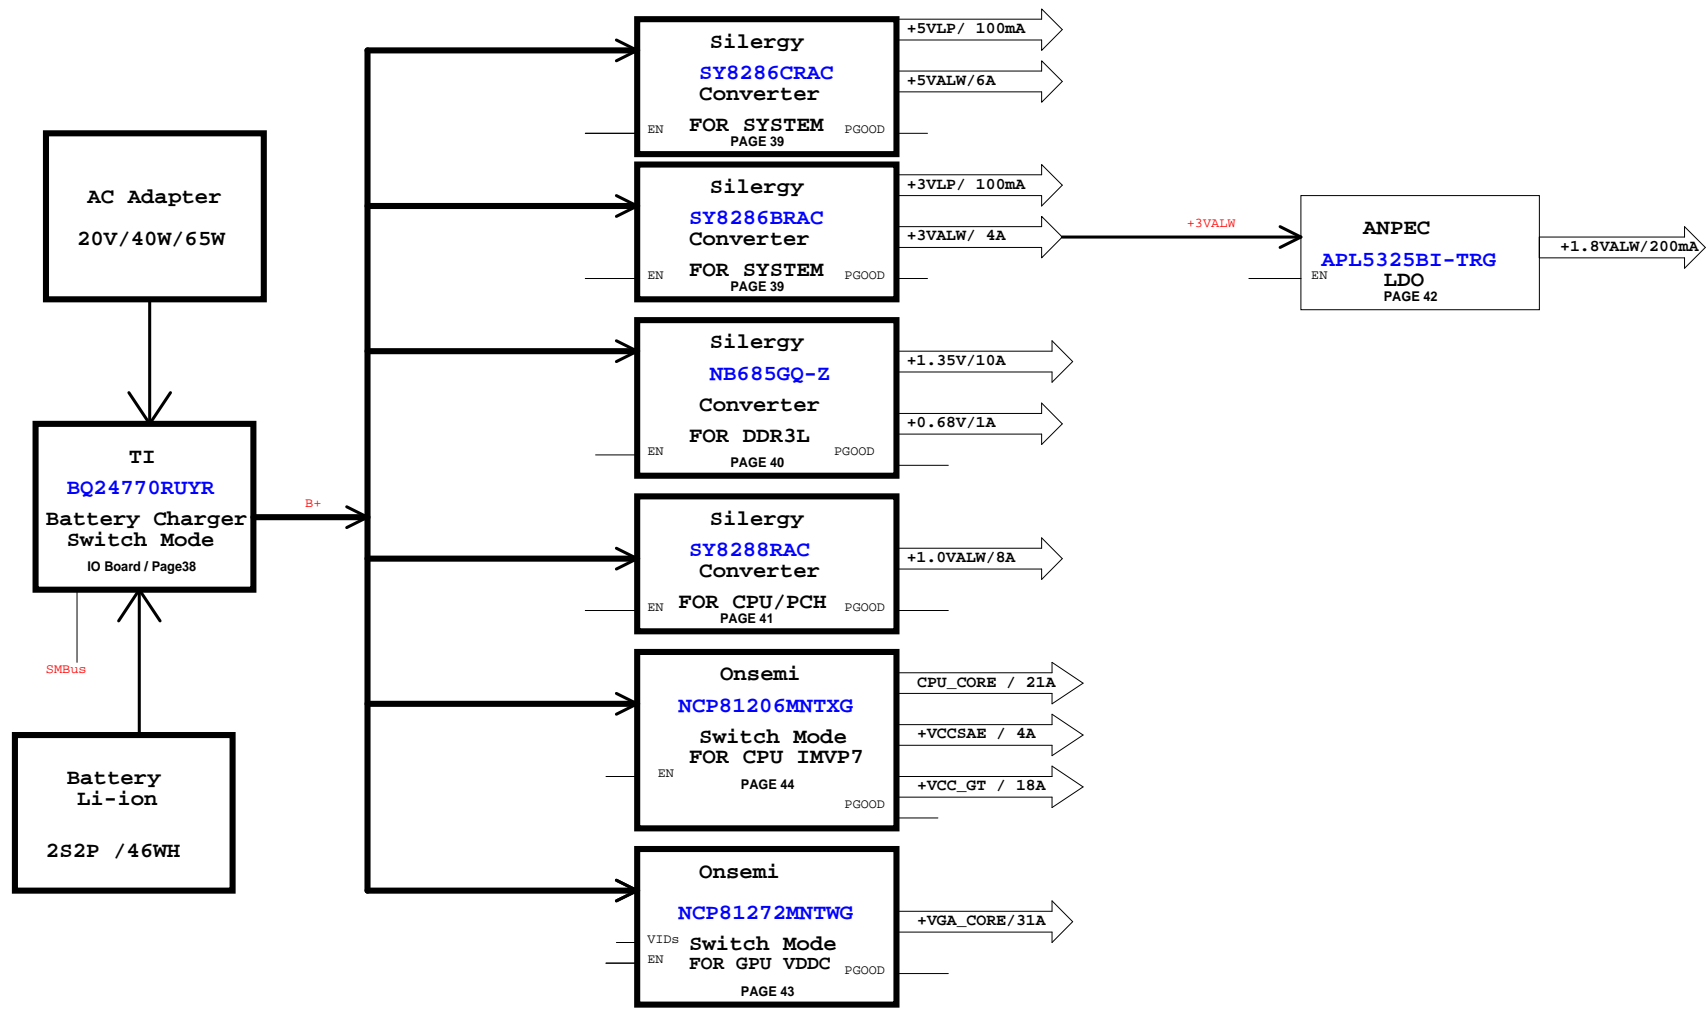 AC Adapter
20V/40W/65W
TI
BQ24770RUYR
Battery Charger
Switch Mode
IO Board / Page38
SMBus
B+
Battery
Li-ion
2S2P /46WH
Silergy
SY8286CRAC
Converter
FOR SYSTEM
PAGE 39
EN
PGOOD
+5VLP/ 100mA
+5VALW/6A
Silergy
SY8286BRAC
Converter
FOR SYSTEM
PAGE 39
EN
PGOOD
+3VLP/ 100mA
+3VALW/ 4A
+3VALW
ANPEC
APL5325BI-TRG
LDO
PAGE 42
EN
+1.8VALW/200mA
Silergy
NB685GQ-Z
Converter
FOR DDR3L
PAGE 40
EN
PGOOD
+1.35V/10A
+0.68V/1A
Silergy
SY8288RAC
Converter
FOR CPU/PCH
PAGE 41
EN
PGOOD
+1.0VALW/8A
Onsemi
NCP81206MNTXG
Switch Mode
FOR CPU IMVP7
PAGE 44
EN
PGOOD
CPU_CORE / 21A
+VCCSAE / 4A
+VCC_GT / 18A
Onsemi
NCP81272MNTWG
Switch Mode
FOR GPU VDDC
PAGE 43
VIDs
EN
PGOOD
+VGA_CORE/31A